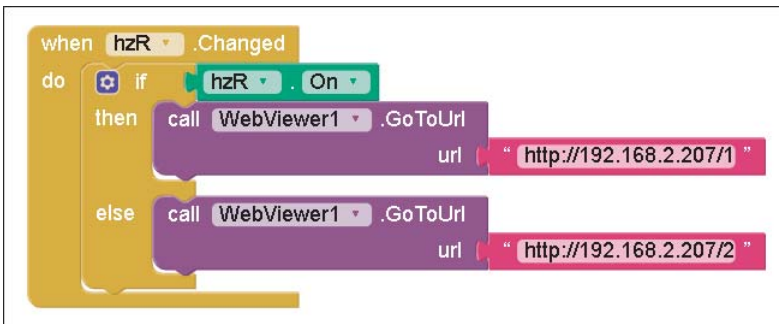 when hzR .Changed
do if hzR . On
then call WebViewer1 .GoToUrl
url “ http://192.168.2.207/1 ”
else call WebViewer1 .GoToUrl
url “ http://192.168.2.207/2 ”